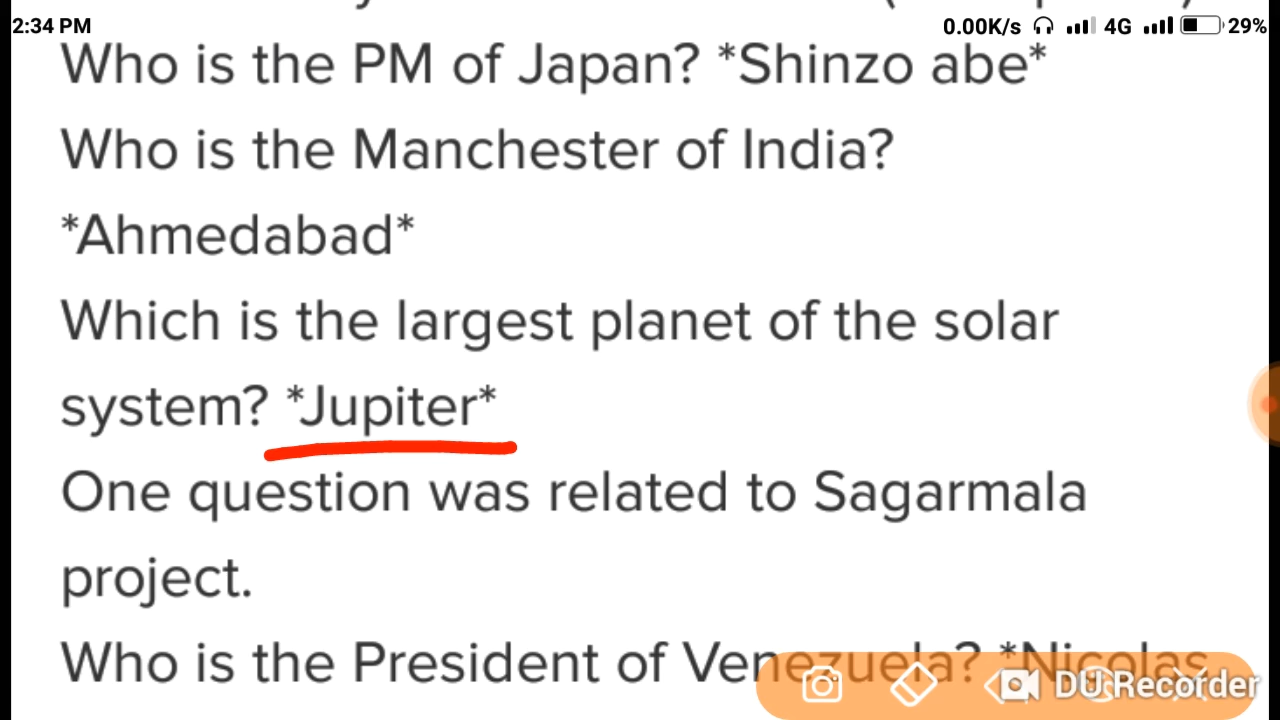 2:34 PM 0.00K/s 4G 29%
Who is the PM of Japan? *Shinzo abe*
Who is the Manchester of India?
*Ahmedabad*
Which is the largest planet of the solar
system? *Jupiter*
One question was related to Sagarmala
project.
Who is the President of Venezuela? *Nicolas
DU Recorder